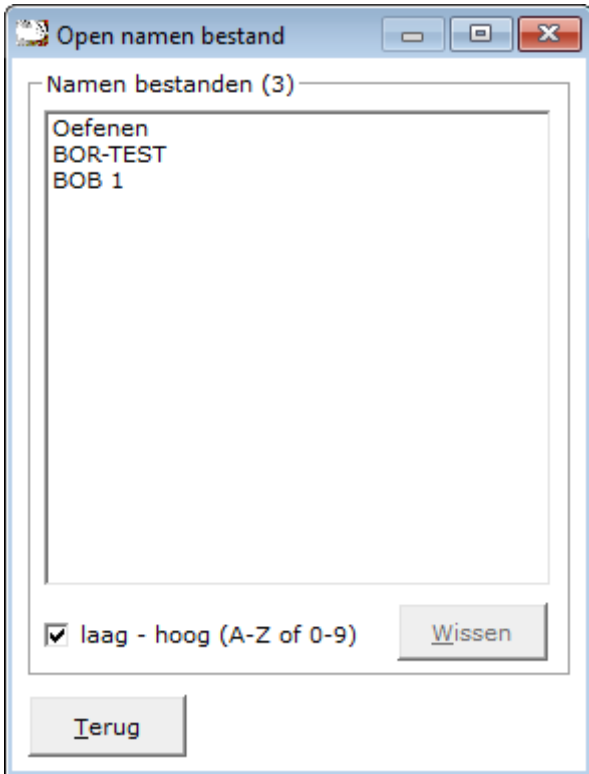 Open namen bestand
Namen bestanden (3)
Oefenen
BOR-TEST
BOB 1
laag - hoog (A-Z of 0-9)
Wissen
Terug